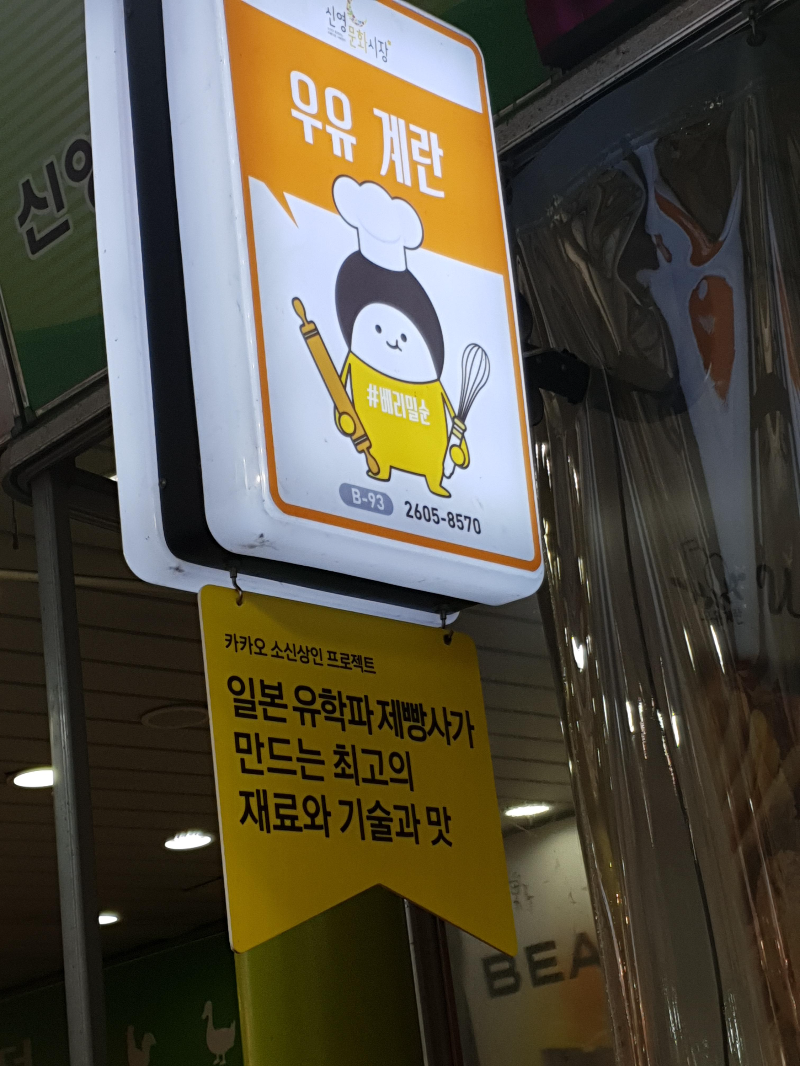 신영문화시장
우유 계란
#베리밀순
B-93 2605-8570
카카오 소신상인 프로젝트
일본 유학파 제빵사가
만드는 최고의
재료와 기술과 맛
신영
BEA